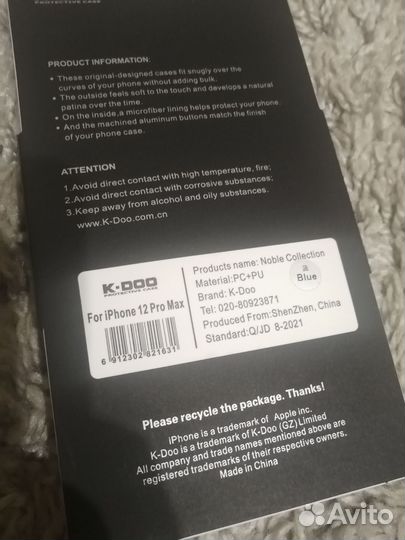 PROTECTIVE CASE
PRODUCT INFORMATION:
• These original-designed cases fit snugly over the
curves of your phone without adding bulk.
• The outside feels soft to the touch and develops a natural
patina over the time.
• On the inside,a microfiber lining helps protect your phone.
• And the machined aluminum buttons match the finish
of your phone case.
ATTENTION
1.Avoid direct contact with high temperature, fire;
2.Avoid direct contact with corrosive substances;
3.Keep away from alcohol and oily substances.
www.K-Doo.com.cn
K-DOO
PROTECTIVE CASE
For iPhone 12 Pro Max
6 912302 821631
Products name: Noble Collection
Material:PC+PU
Brand: K-Doo
Tel: 020-80923871
Produced From:ShenZhen, China
Standard:Q/JD 8-2021
a
Blue
Please recycle the package. Thanks!
iPhone is a trademark of Apple inc.
K-Doo is a trademark of K-Doo (GZ) Limited
All company and trade names mentioned above are
registered trademarks of their respective owners.
Made in China
Avito